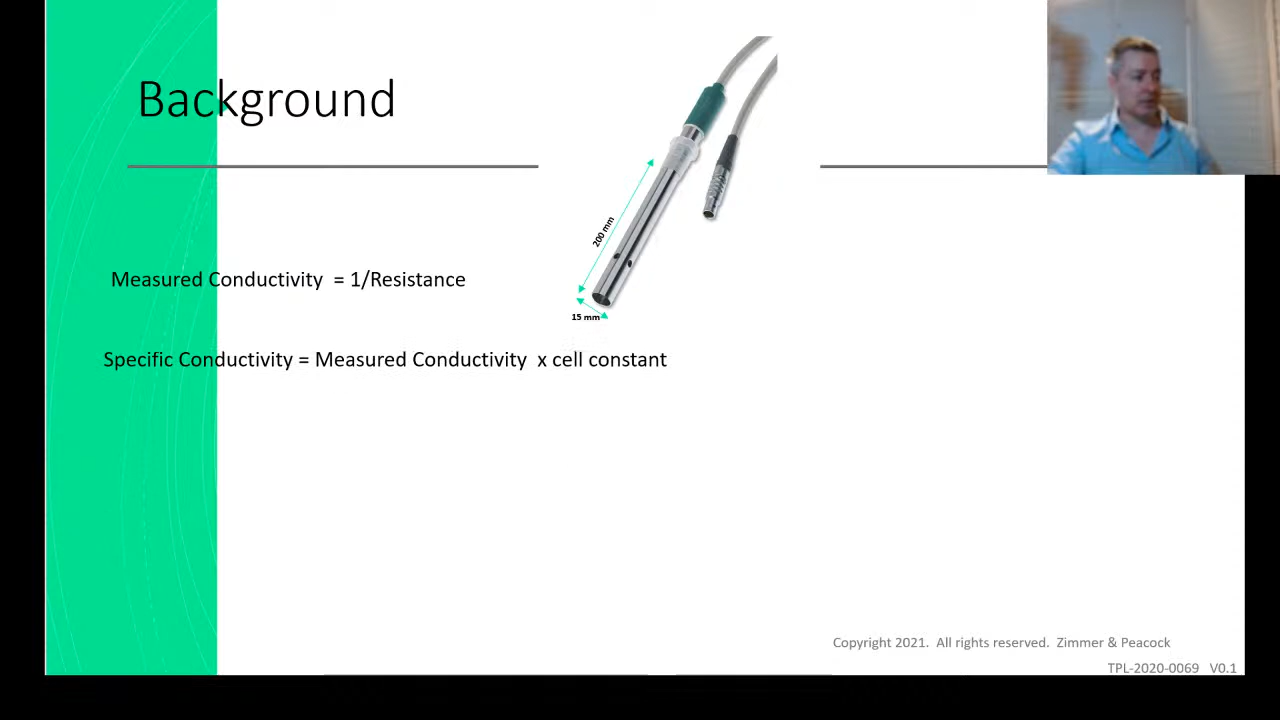 Background
200 mm
15 mm
Measured Conductivity = 1/Resistance
Specific Conductivity = Measured Conductivity x cell constant
Copyright 2021. All rights reserved. Zimmer & Peacock
TPL-2020-0069 V0.1